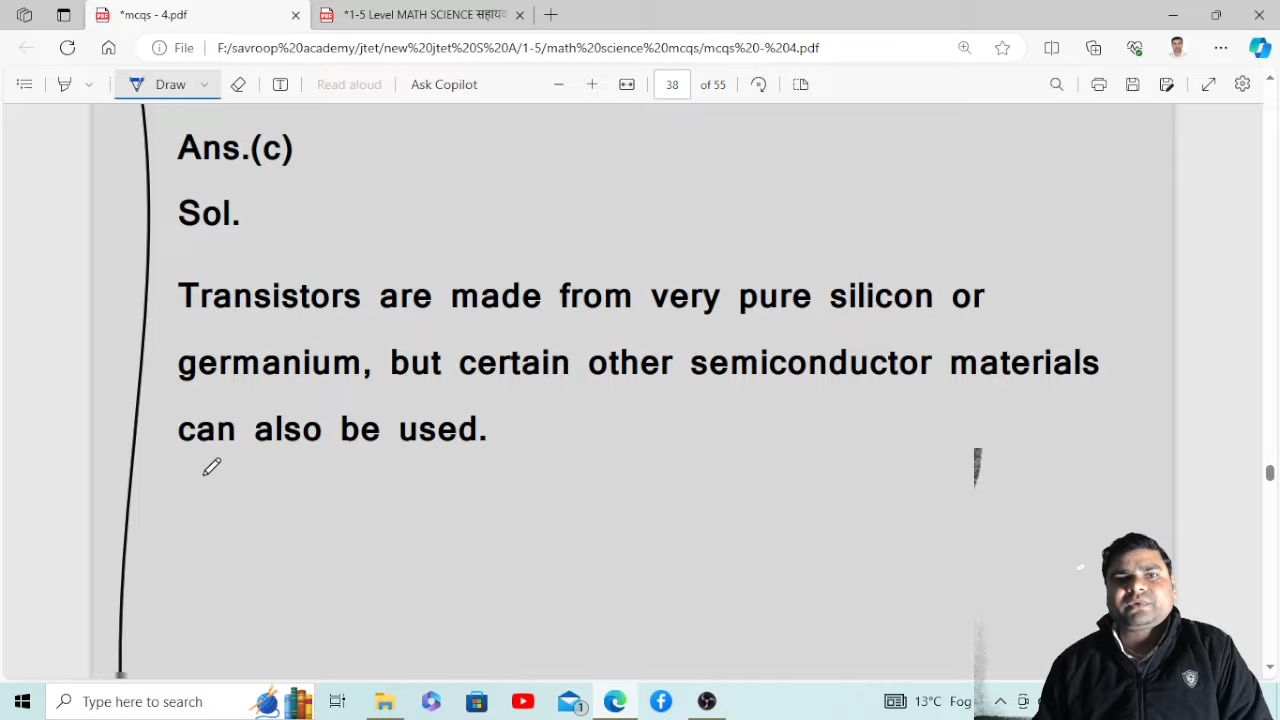 *mcqs - 4.pdf
*1-5 Level MATH SCIENCE सहायक
File
F:/savroop%20academy/jtet/new%20jtet%20S%20A/1-5/math%20science%20mcqs/mcqs%20-%204.pdf
Draw
Read aloud
Ask Copilot
38
of 55
Ans.(c)
Sol.
Transistors are made from very pure silicon or
germanium, but certain other semiconductor materials
can also be used.
Type here to search
1
13°C Fog